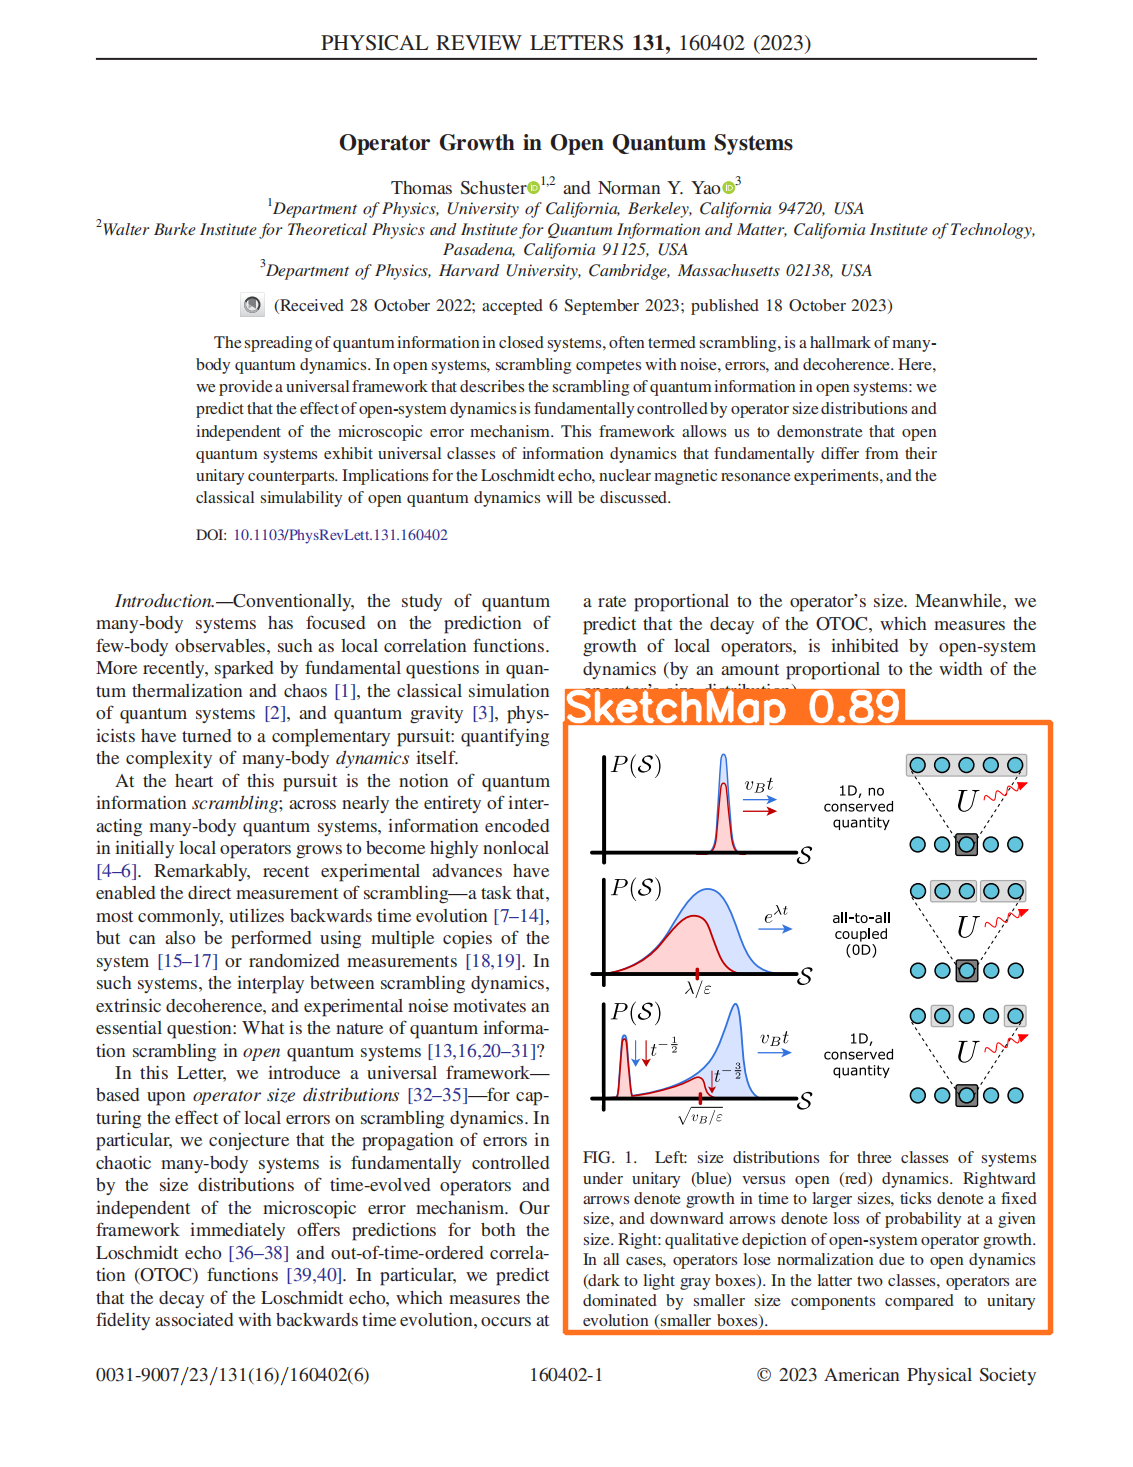 PHYSICAL REVIEW LETTERS 131, 160402 (2023)
Operator Growth in Open Quantum Systems
Thomas Schuster 1,2 and Norman Y. Yao 3
1Department of Physics, University of California, Berkeley, California 94720, USA
2Walter Burke Institute for Theoretical Physics and Institute for Quantum Information and Matter, California Institute of Technology,
Pasadena, California 91125, USA
3Department of Physics, Harvard University, Cambridge, Massachusetts 02138, USA
(Received 28 October 2022; accepted 6 September 2023; published 18 October 2023)
The spreading of quantum information in closed systems, often termed scrambling, is a hallmark of many-
body quantum dynamics. In open systems, scrambling competes with noise, errors, and decoherence. Here,
we provide a universal framework that describes the scrambling of quantum information in open systems: we
predict that the effect of open-system dynamics is fundamentally controlled by operator size distributions and
independent of the microscopic error mechanism. This framework allows us to demonstrate that open
quantum systems exhibit universal classes of information dynamics that fundamentally differ from their
unitary counterparts. Implications for the Loschmidt echo, nuclear magnetic resonance experiments, and the
classical simulability of open quantum dynamics will be discussed.
DOI: 10.1103/PhysRevLett.131.160402
Introduction.—Conventionally, the study of quantum
many-body systems has focused on the prediction of
few-body observables, such as local correlation functions.
More recently, sparked by fundamental questions in quan-
tum thermalization and chaos [1], the classical simulation
of quantum systems [2], and quantum gravity [3], phys-
icists have turned to a complementary pursuit: quantifying
the complexity of many-body dynamics itself.
At the heart of this pursuit is the notion of quantum
information scrambling; across nearly the entirety of inter-
acting many-body quantum systems, information encoded
in initially local operators grows to become highly nonlocal
[4–6]. Remarkably, recent experimental advances have
enabled the direct measurement of scrambling—a task that,
most commonly, utilizes backwards time evolution [7–14],
but can also be performed using multiple copies of the
system [15–17] or randomized measurements [18,19]. In
such systems, the interplay between scrambling dynamics,
extrinsic decoherence, and experimental noise motivates an
essential question: What is the nature of quantum informa-
tion scrambling in open quantum systems [13,16,20–31]?
In this Letter, we introduce a universal framework—
based upon operator size distributions [32–35]—for cap-
turing the effect of local errors on scrambling dynamics. In
particular, we conjecture that the propagation of errors in
chaotic many-body systems is fundamentally controlled
by the size distributions of time-evolved operators and
independent of the microscopic error mechanism. Our
framework immediately offers predictions for both the
Loschmidt echo [36–38] and out-of-time-ordered correla-
tion (OTOC) functions [39,40]. In particular, we predict
that the decay of the Loschmidt echo, which measures the
fidelity associated with backwards time evolution, occurs at
a rate proportional to the operator's size. Meanwhile, we
predict that the decay of the OTOC, which measures the
growth of local operators, is inhibited by open-system
dynamics (by an amount proportional to the width of the
SketchMap 0.89
P(S)
v_B t
S
1D, no
conserved
quantity
U
P(S)
e^{λt}
S
λ/ε
all-to-all
coupled
(0D)
U
P(S)
t^{-1/2}
t^{-3/2}
v_B t
S
√(v_B/ε)
1D,
conserved
quantity
U
FIG. 1. Left: size distributions for three classes of systems
under unitary (blue) versus open (red) dynamics. Rightward
arrows denote growth in time to larger sizes, ticks denote a fixed
size, and downward arrows denote loss of probability at a given
size. Right: qualitative depiction of open-system operator growth.
In all cases, operators lose normalization due to open dynamics
(dark to light gray boxes). In the latter two classes, operators are
dominated by smaller size components compared to unitary
evolution (smaller boxes).
0031-9007/23/131(16)/160402(6)
160402-1
© 2023 American Physical Society